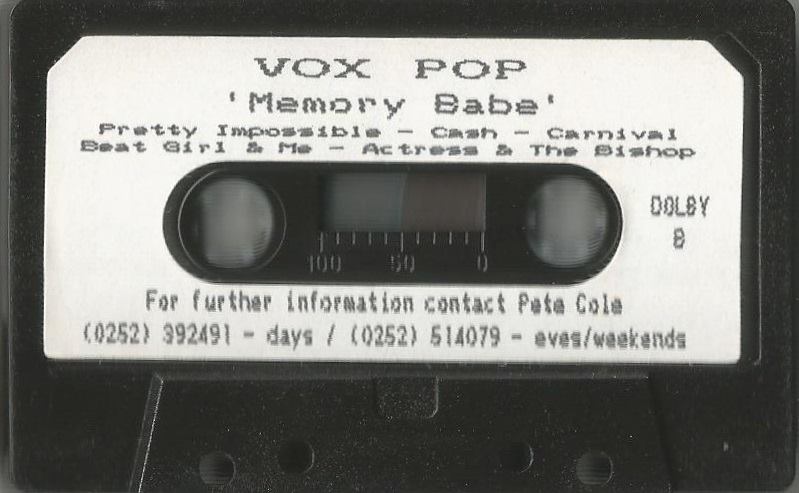 VOX POP
'Memory Babe'
Pretty Impossible - Cash - Carnival
Beat Girl & Me - Actress & The Bishop
DOLBY
B
100 50 0
For further information contact Pete Cole
(0252) 392491 - days / (0252) 514079 - eves/weekends